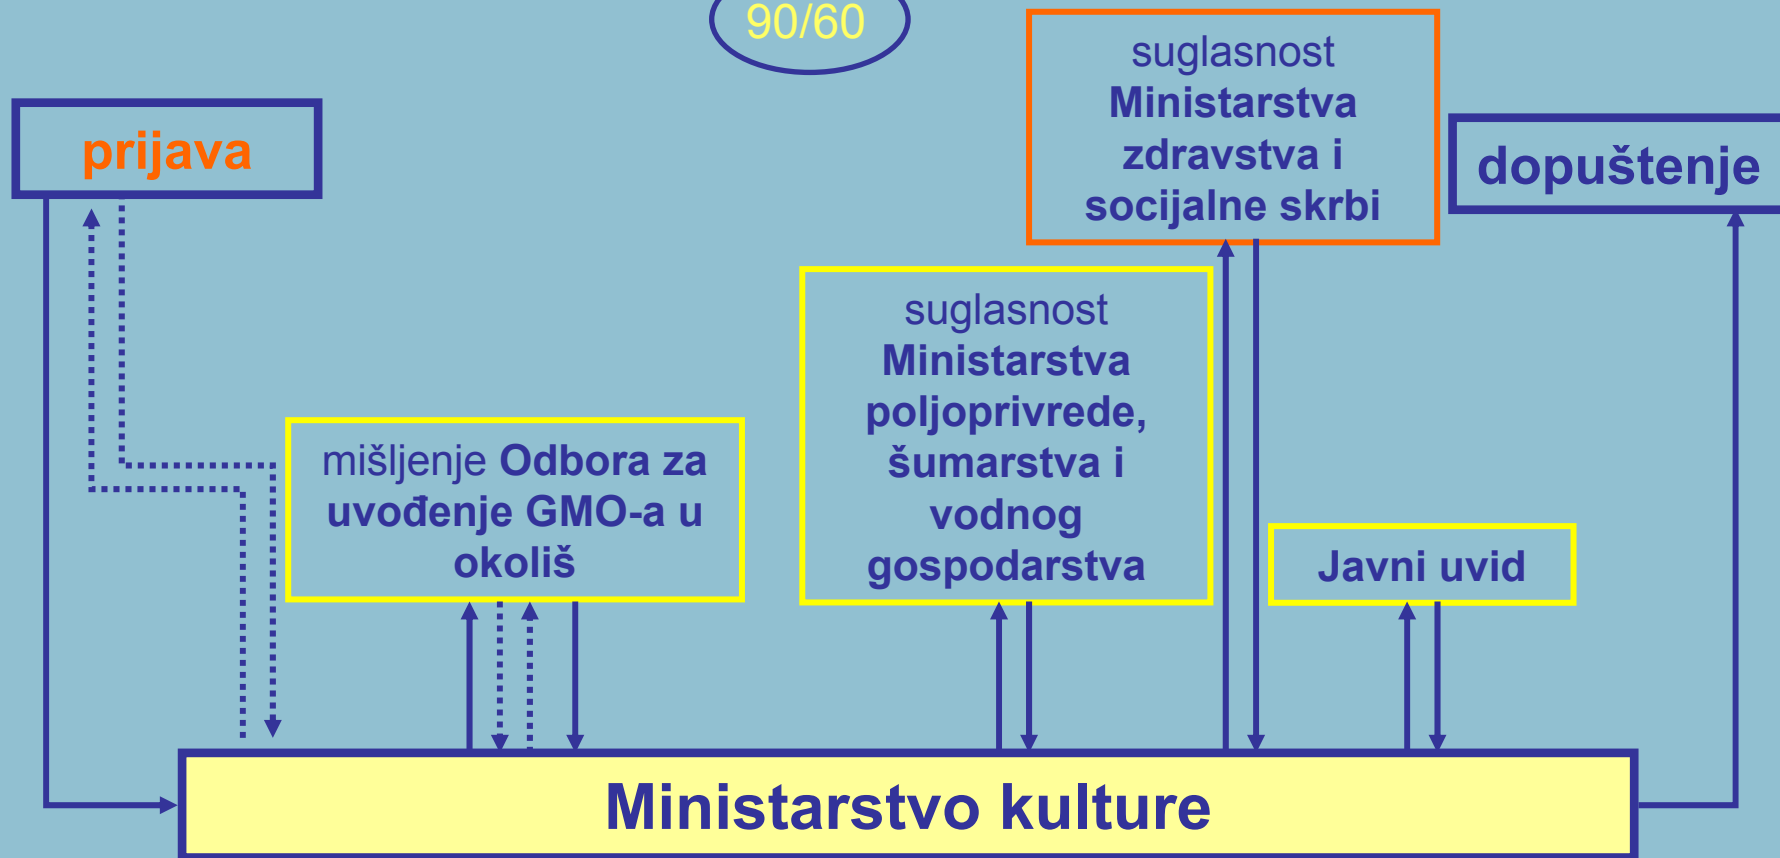 90/60
prijava
suglasnost
Ministarstva
zdravstva i
socijalne skrbi
dopuštenje
suglasnost
Ministarstva
poljoprivrede,
šumarstva i
vodnog
gospodarstva
mišljenje Odbora za
uvođenje GMO-a u
okoliš
Javni uvid
Ministarstvo kulture